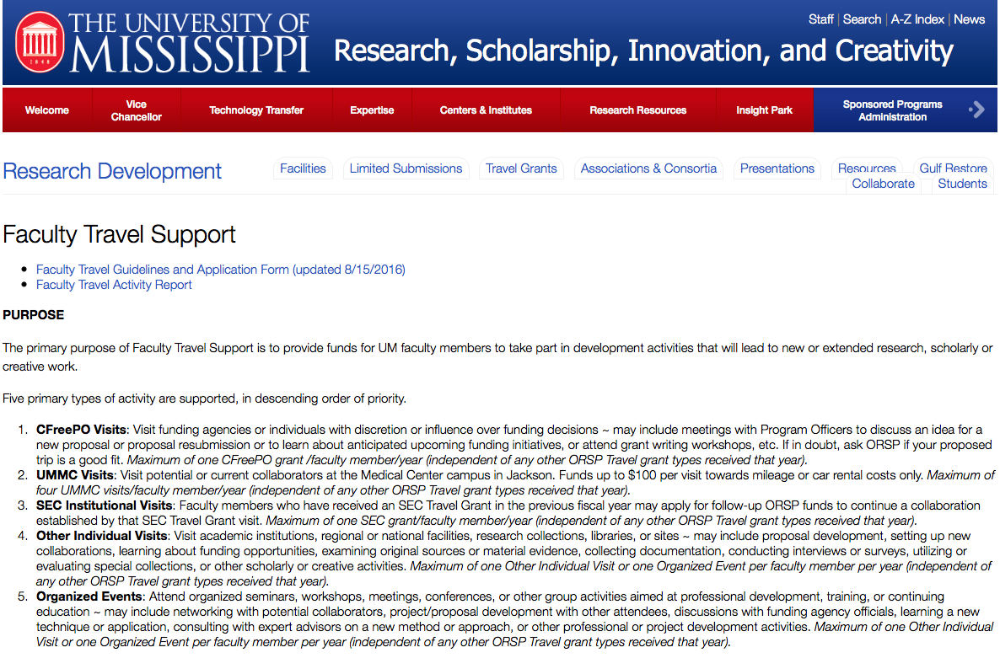 THE UNIVERSITY OF
MISSISSIPPI
1848
Staff | Search | A-Z Index | News
Research, Scholarship, Innovation, and Creativity
Welcome
Vice
Chancellor
Technology Transfer
Expertise
Centers & Institutes
Research Resources
Insight Park
Sponsored Programs
Administration
Research Development
Facilities
Limited Submissions
Travel Grants
Associations & Consortia
Presentations
Resources
Gulf Restore
Collaborate
Students
Faculty Travel Support
• Faculty Travel Guidelines and Application Form (updated 8/15/2016)
• Faculty Travel Activity Report
PURPOSE
The primary purpose of Faculty Travel Support is to provide funds for UM faculty members to take part in development activities that will lead to new or extended research, scholarly or
creative work.
Five primary types of activity are supported, in descending order of priority.
1. CFreePO Visits: Visit funding agencies or individuals with discretion or influence over funding decisions ~ may include meetings with Program Officers to discuss an idea for a
new proposal or proposal resubmission or to learn about anticipated upcoming funding initiatives, or attend grant writing workshops, etc. If in doubt, ask ORSP if your proposed
trip is a good fit. Maximum of one CFreePO grant /faculty member/year (independent of any other ORSP Travel grant types received that year).
2. UMMC Visits: Visit potential or current collaborators at the Medical Center campus in Jackson. Funds up to $100 per visit towards mileage or car rental costs only. Maximum of
four UMMC visits/faculty member/year (independent of any other ORSP Travel grant types received that year).
3. SEC Institutional Visits: Faculty members who have received an SEC Travel Grant in the previous fiscal year may apply for follow-up ORSP funds to continue a collaboration
established by that SEC Travel Grant visit. Maximum of one SEC grant/faculty member/year (independent of any other ORSP Travel grant types received that year).
4. Other Individual Visits: Visit academic institutions, regional or national facilities, research collections, libraries, or sites ~ may include proposal development, setting up new
collaborations, learning about funding opportunities, examining original sources or material evidence, collecting documentation, conducting interviews or surveys, utilizing or
evaluating special collections, or other scholarly or creative activities. Maximum of one Other Individual Visit or one Organized Event per faculty member per year (independent of
any other ORSP Travel grant types received that year).
5. Organized Events: Attend organized seminars, workshops, meetings, conferences, or other group activities aimed at professional development, training, or continuing
education ~ may include networking with potential collaborators, project/proposal development with other attendees, discussions with funding agency officials, learning a new
technique or application, consulting with expert advisors on a new method or approach, or other professional or project development activities. Maximum of one Other Individual
Visit or one Organized Event per faculty member per year (independent of any other ORSP Travel grant types received that year).